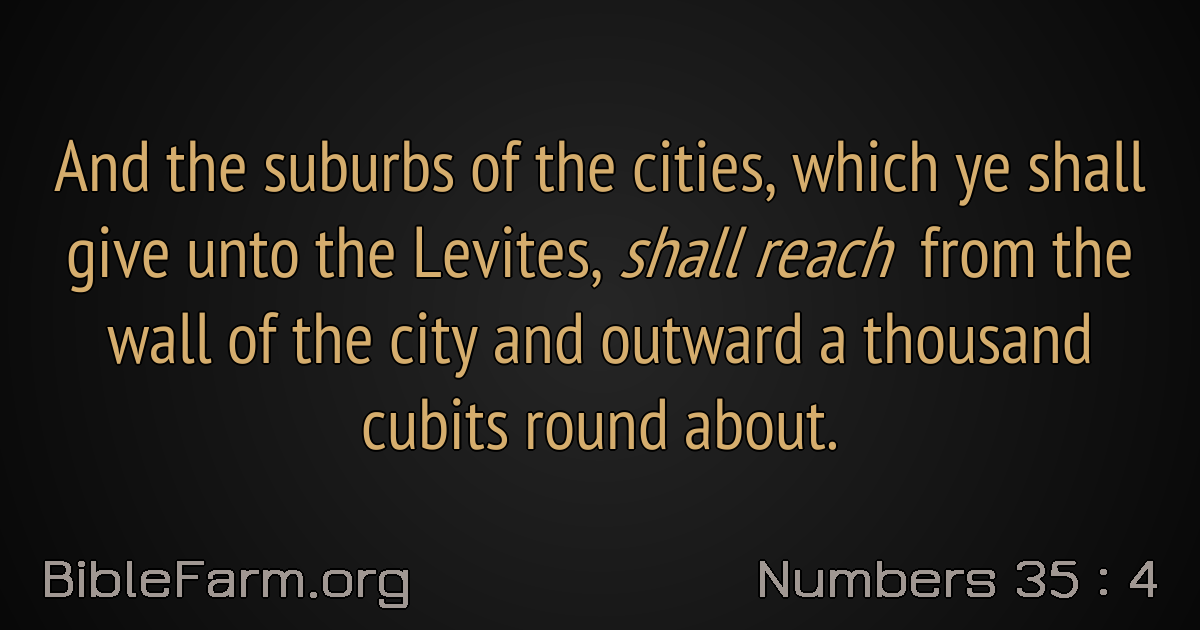 And the suburbs of the cities, which ye shall
give unto the Levites, shall reach from the
wall of the city and outward a thousand
cubits round about.
BibleFarm.org
Numbers 35 : 4